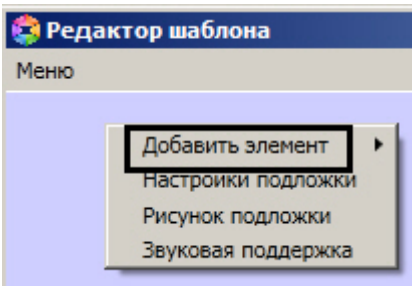 Редактор шаблона
Меню
Добавить элемент
Настройки подложки
Рисунок подложки
Звуковая поддержка